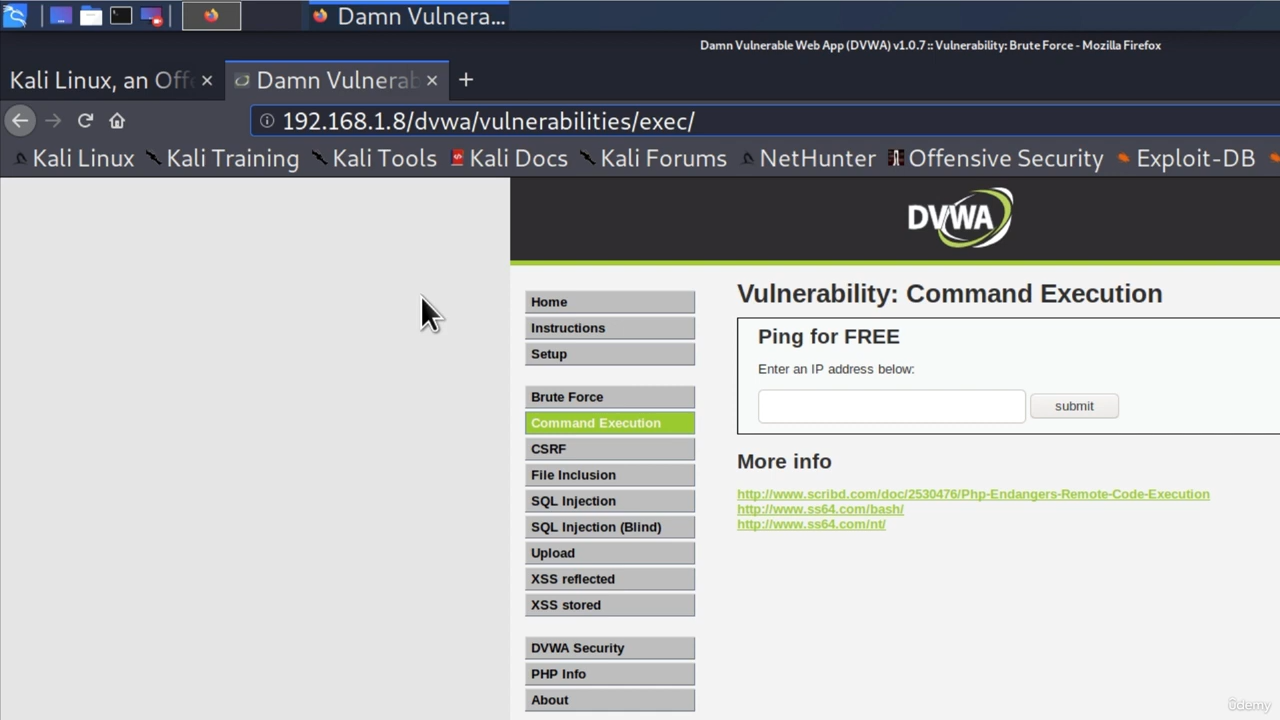 Damn Vulnera...
Damn Vulnerable Web App (DVWA) v1.0.7 :: Vulnerability: Brute Force - Mozilla Firefox
Kali Linux, an Offe
Damn Vulnerab
192.168.1.8/dvwa/vulnerabilities/exec/
Kali Linux Kali Training Kali Tools Kali Docs Kali Forums NetHunter Offensive Security Exploit-DB
DVWA
Home
Instructions
Setup
Brute Force
Command Execution
CSRF
File Inclusion
SQL Injection
SQL Injection (Blind)
Upload
XSS reflected
XSS stored
DVWA Security
PHP Info
About
Vulnerability: Command Execution
Ping for FREE
Enter an IP address below:
submit
More info
http://www.scribd.com/doc/2530476/Php-Endangers-Remote-Code-Execution
http://www.ss64.com/bash/
http://www.ss64.com/nt/
ûdemy